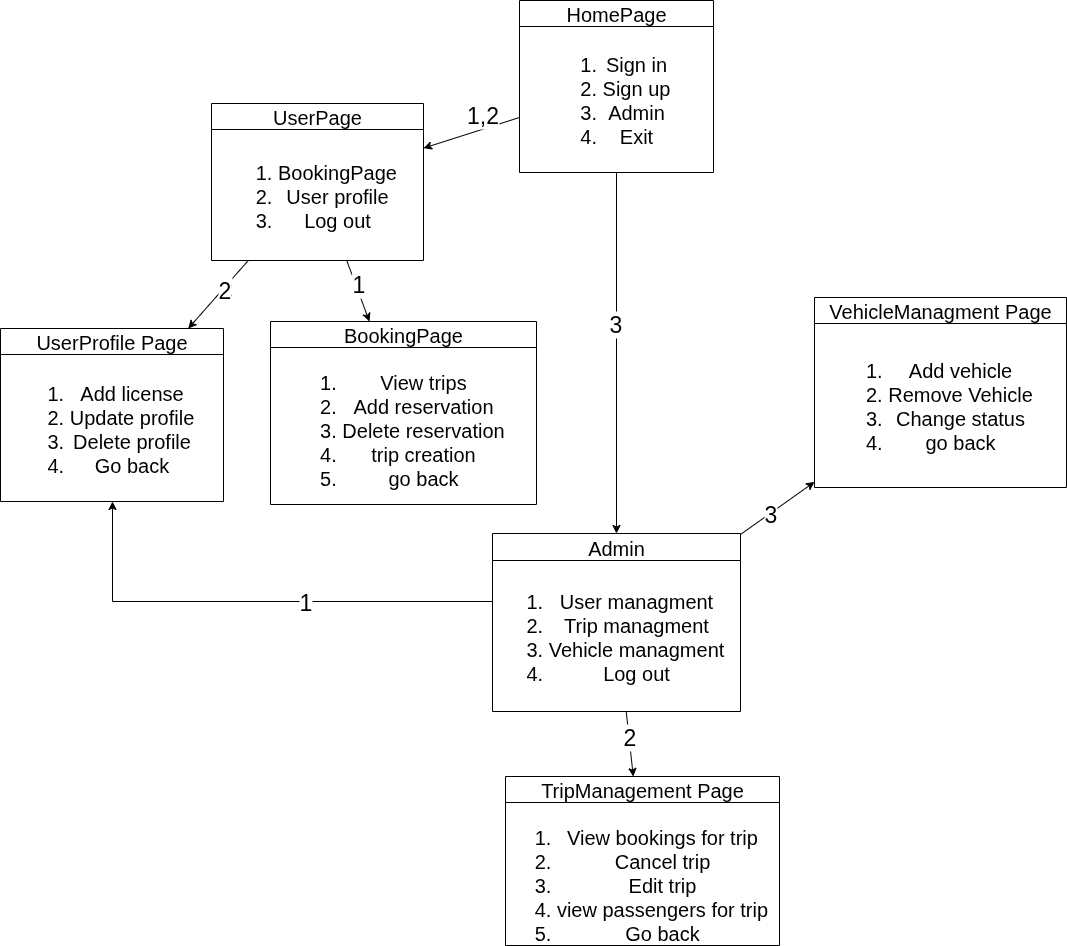 HomePage
1. Sign in
2. Sign up
3. Admin
4. Exit
1,2
UserPage
1. BookingPage
2. User profile
3. Log out
2
1
UserProfile Page
1. Add license
2. Update profile
3. Delete profile
4. Go back
BookingPage
1. View trips
2. Add reservation
3. Delete reservation
4. trip creation
5. go back
3
VehicleManagment Page
1. Add vehicle
2. Remove Vehicle
3. Change status
4. go back
3
Admin
1. User managment
2. Trip managment
3. Vehicle managment
4. Log out
1
2
TripManagement Page
1. View bookings for trip
2. Cancel trip
3. Edit trip
4. view passengers for trip
5. Go back